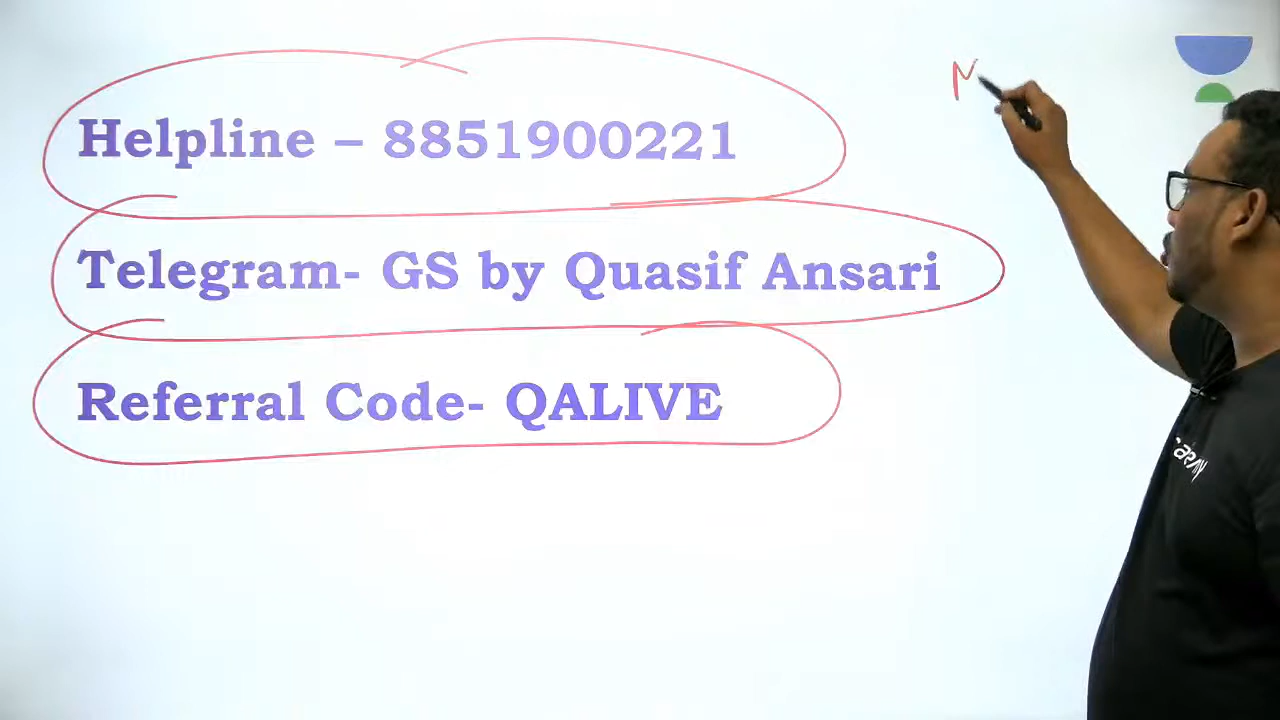 Helpline – 8851900221
N
Telegram- GS by Quasif Ansari
Referral Code- QALIVE